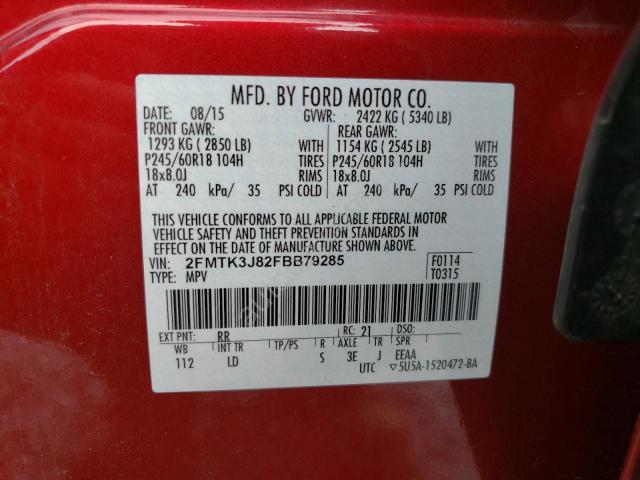 MFD. BY FORD MOTOR CO.
DATE: 08/15 GVWR: 2422 KG ( 5340 LB)
FRONT GAWR: REAR GAWR:
1293 KG ( 2850 LB) WITH 1154 KG ( 2545 LB) WITH
P245/60R18 104H TIRES P245/60R18 104H TIRES
18x8.0J RIMS 18x8.0J RIMS
AT 240 kPa/ 35 PSI COLD AT 240 kPa/ 35 PSI COLD
THIS VEHICLE CONFORMS TO ALL APPLICABLE FEDERAL MOTOR
VEHICLE SAFETY AND THEFT PREVENTION STANDARDS IN
EFFECT ON THE DATE OF MANUFACTURE SHOWN ABOVE.
VIN: 2FMTK3J82FBB79285 F0114
TYPE: MPV T0315
EXT PNT: RR RC: 21 DSO:
WB INT TR TP/PS R AXLE TR SPR
112 LD S 3E J EEAA
UTC ▽5U5A-1520472-BA